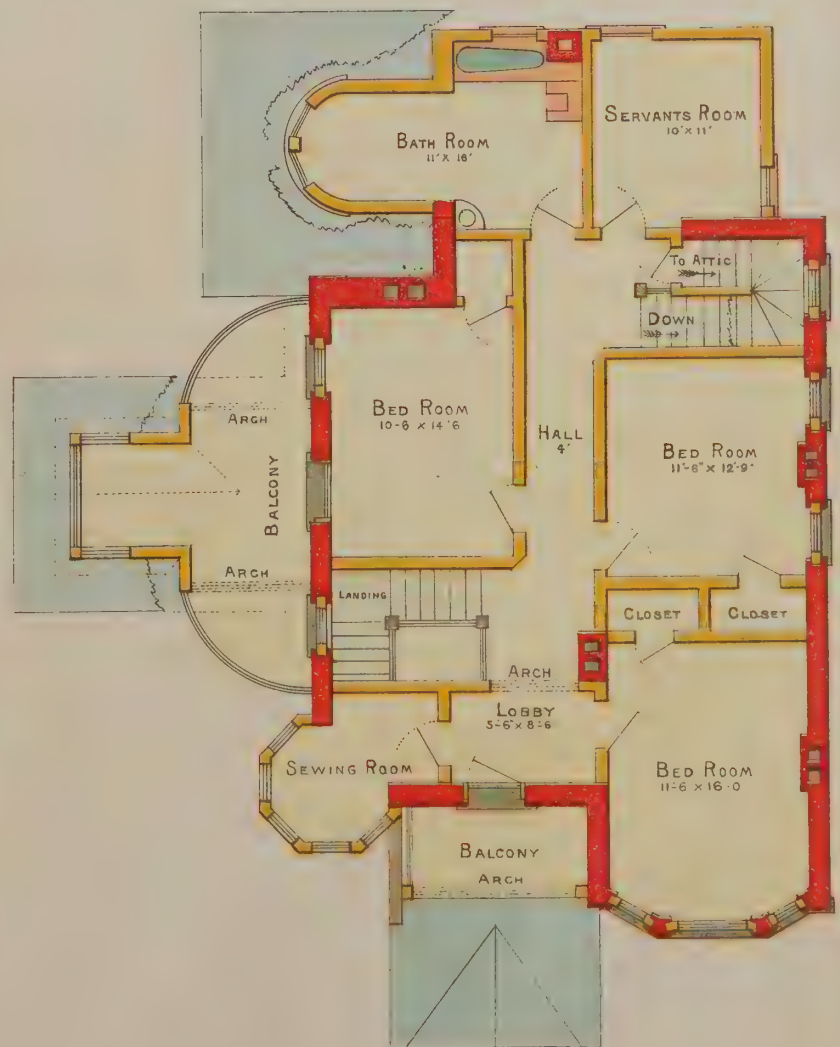 BATH ROOM
11' X 16'
SERVANTS ROOM
10' X 11'
TO ATTIC
DOWN
BED ROOM
10-6 X 14'6
HALL
4'
BED ROOM
11'-6" X 12'-9"
ARCH
BALCONY
ARCH
LANDING
CLOSET
CLOSET
ARCH
LOBBY
5-6" X 8-6
SEWING ROOM
BED ROOM
11-6 X 16-0
BALCONY
ARCH